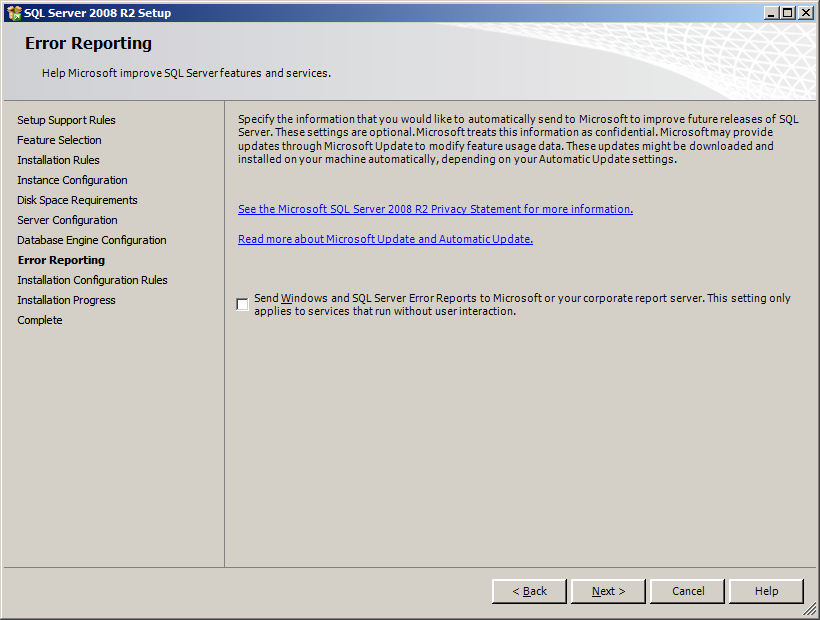 SQL Server 2008 R2 Setup
Error Reporting
Help Microsoft improve SQL Server features and services.
Setup Support Rules
Feature Selection
Installation Rules
Instance Configuration
Disk Space Requirements
Server Configuration
Database Engine Configuration
Error Reporting
Installation Configuration Rules
Installation Progress
Complete
Specify the information that you would like to automatically send to Microsoft to improve future releases of SQL
Server. These settings are optional. Microsoft treats this information as confidential. Microsoft may provide
updates through Microsoft Update to modify feature usage data. These updates might be downloaded and
installed on your machine automatically, depending on your Automatic Update settings.
See the Microsoft SQL Server 2008 R2 Privacy Statement for more information.
Read more about Microsoft Update and Automatic Update.
Send Windows and SQL Server Error Reports to Microsoft or your corporate report server. This setting only
applies to services that run without user interaction.
< Back
Next >
Cancel
Help